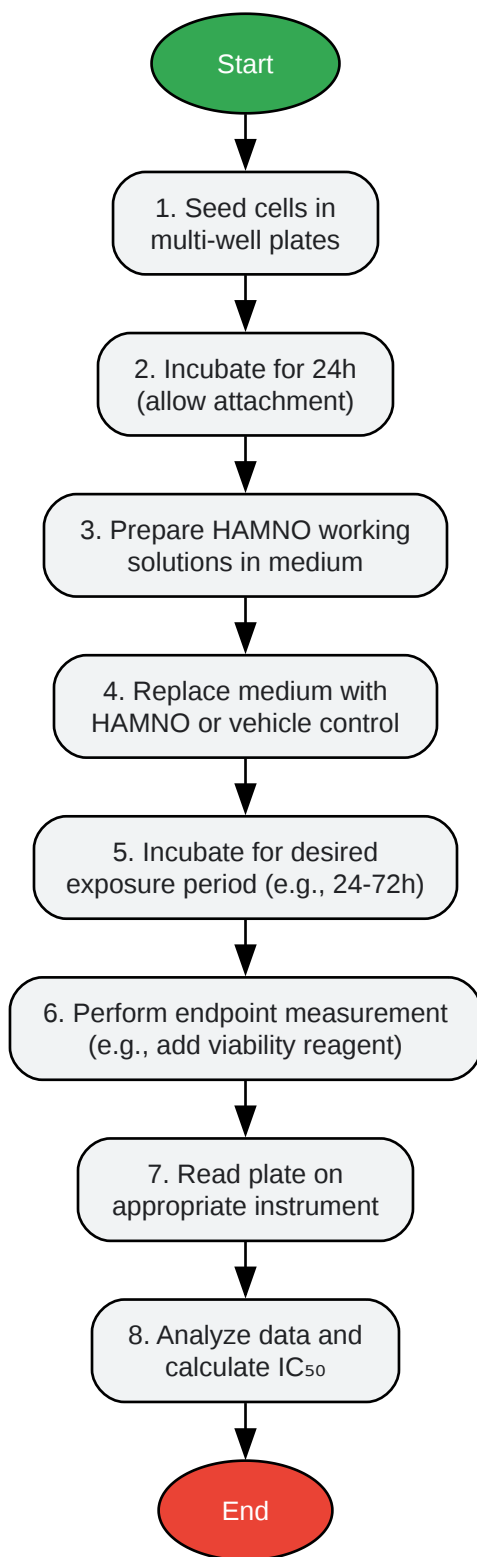 Start
1. Seed cells in
multi-well plates
2. Incubate for 24h
(allow attachment)
3. Prepare HAMNO working
solutions in medium
4. Replace medium with
HAMNO or vehicle control
5. Incubate for desired
exposure period (e.g., 24-72h)
6. Perform endpoint measurement
(e.g., add viability reagent)
7. Read plate on
appropriate instrument
8. Analyze data and
calculate IC₅₀
End